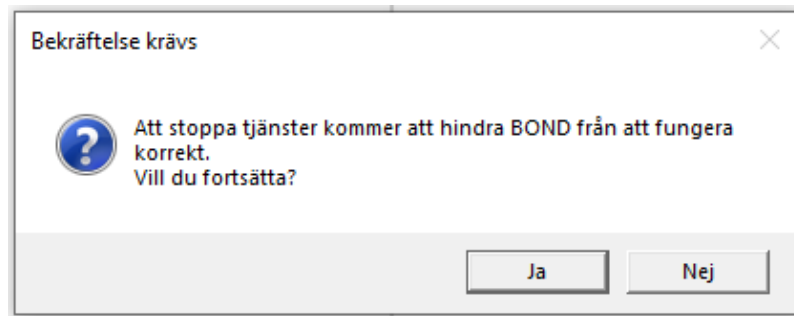 Bekräftelse krävs
Att stoppa tjänster kommer att hindra BOND från att fungera
korrekt.
Vill du fortsätta?
Ja
Nej